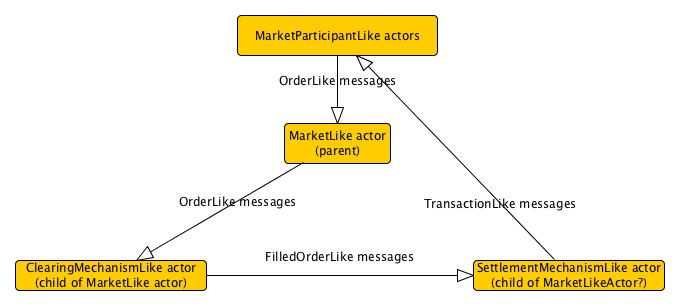 MarketParticipantLike actors
OrderLike messages
MarketLike actor
(parent)
OrderLike messages
TransactionLike messages
FilledOrderLike messages
ClearingMechanismLike actor
(child of MarketLike actor)
SettlementMechanismLike actor
(child of MarketLikeActor?)